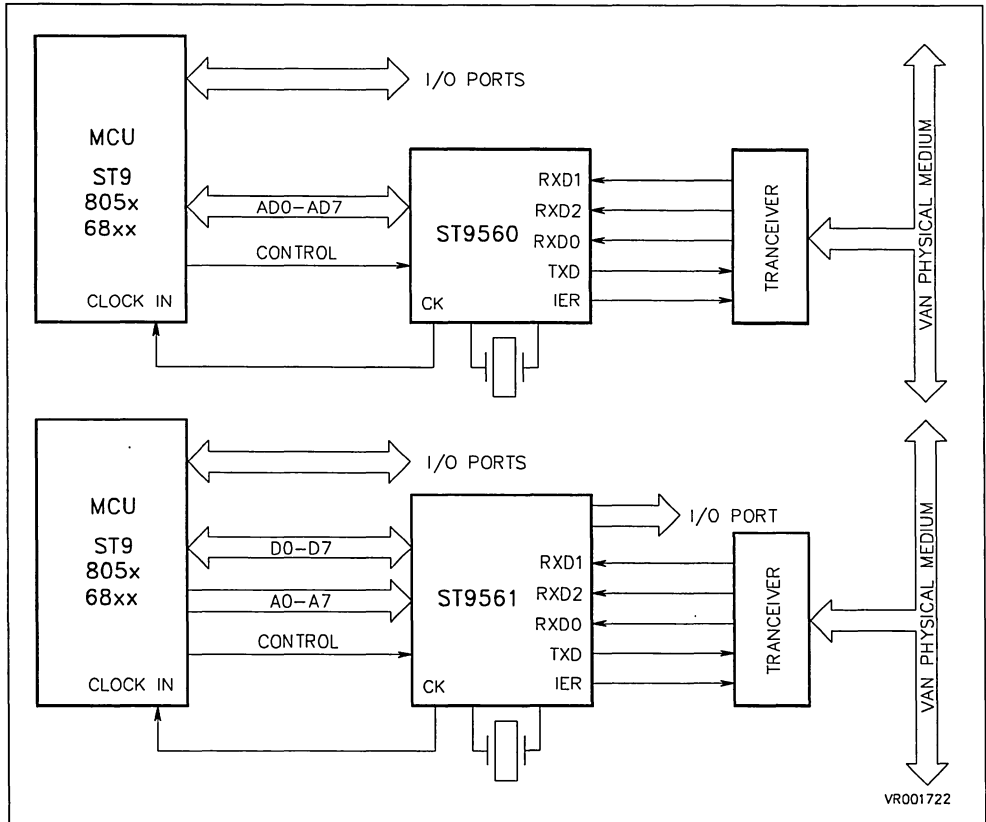 I/O PORTS
MCU
ST9
805x
68xx
AD0-AD7
CONTROL
CLOCK IN
ST9560
CK
RXD1
RXD2
RXD0
TXD
IER
TRANCEIVER
VAN PHYSICAL MEDIUM
I/O PORTS
MCU
ST9
805x
68xx
D0-D7
A0-A7
CONTROL
CLOCK IN
ST9561
CK
I/O PORT
RXD1
RXD2
RXD0
TXD
IER
TRANCEIVER
VAN PHYSICAL MEDIUM
VR001722